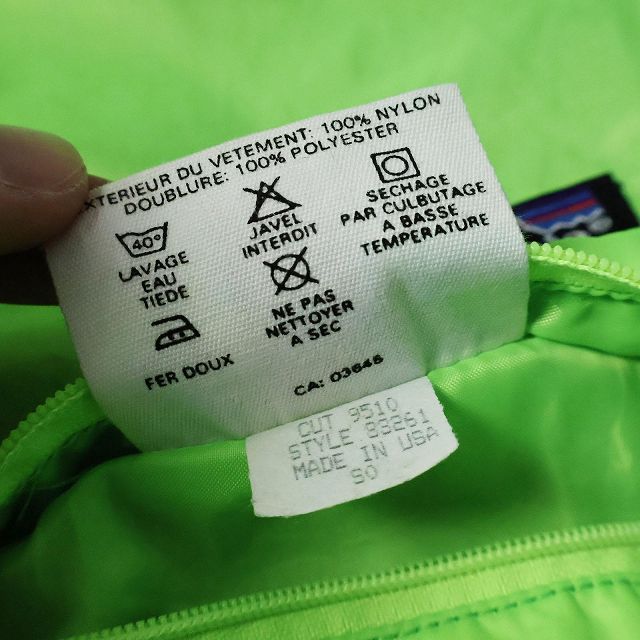 EXTERIEUR DU VETEMENT: 100% NYLON
DOUBLURE: 100% POLYESTER
40°
LAVAGE
EAU
TIEDE
JAVEL
INTERDIT
SECHAGE
PAR CULBUTAGE
A BASSE
TEMPERATURE
FER DOUX
NE PAS
NETTOYER
A SEC
CA: 03645
CUT 9510
STYLE 83261
MADE IN USA
SO